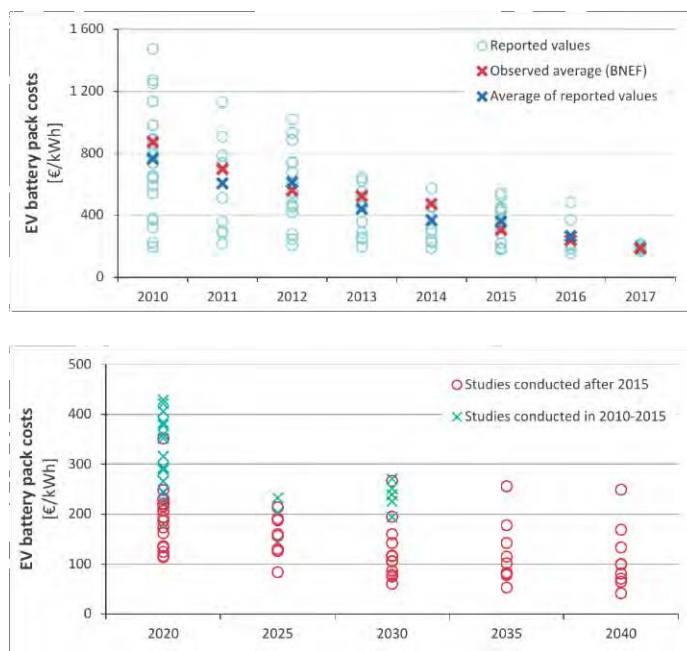 EV battery pack costs
[€/kWh]
1 600
1 200
800
400
0
Reported values
Observed average (BNEF)
Average of reported values
2010 2011 2012 2013 2014 2015 2016 2017
EV battery pack costs
[€/kWh]
500
400
300
200
100
0
Studies conducted after 2015
Studies conducted in 2010-2015
2020 2025 2030 2035 2040